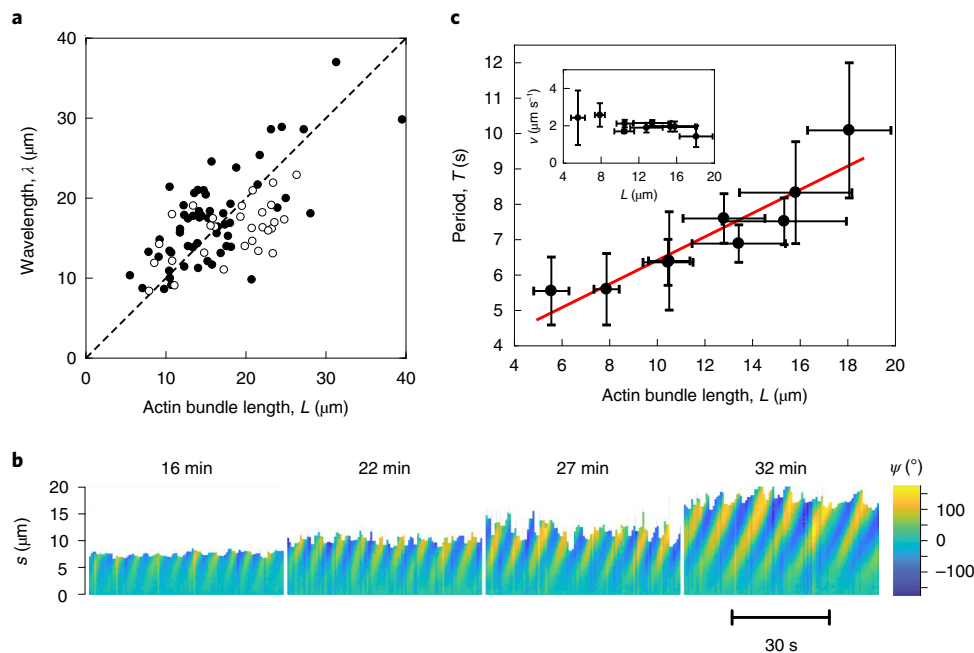 a
40
30
20
10
0
Wavelength, λ (μm)
0 10 20 30 40
Actin bundle length, L (μm)
c
12
11
10
9
8
7
6
5
4
Period, T (s)
4
2
0
v (μm s⁻¹)
4 8 12 16 20
L (μm)
4 6 8 10 12 14 16 18 20
Actin bundle length, L (μm)
b
16 min 22 min 27 min 32 min
ψ (°)
20
15
10
5
0
s (μm)
100
0
−100
30 s